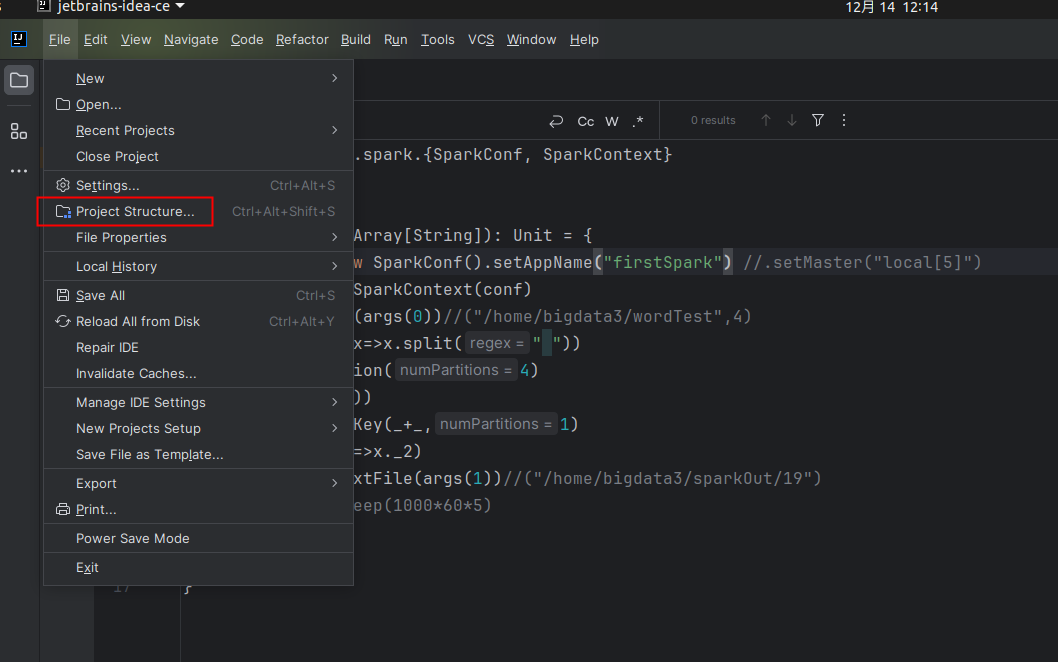 jetbrains-idea-ce
12月 14 12:14
File Edit View Navigate Code Refactor Build Run Tools VCS Window Help
New
Open...
Recent Projects
Close Project
Settings... Ctrl+Alt+S
Project Structure... Ctrl+Alt+Shift+S
File Properties
Local History
Save All Ctrl+S
Reload All from Disk Ctrl+Alt+Y
Repair IDE
Invalidate Caches...
Manage IDE Settings
New Projects Setup
Save File as Template...
Export
Print...
Power Save Mode
Exit
Cc W .* 0 results
.spark.{SparkConf, SparkContext}
Array[String]): Unit = {
w SparkConf().setAppName("firstSpark") //.setMaster("local[5]")
SparkContext(conf)
(args(0))//("/home/bigdata3/wordTest",4)
x=>x.split( regex = " "))
ion( numPartitions = 4)
))
Key(_+_, numPartitions = 1)
=>x._2)
xtFile(args(1))//("/home/bigdata3/sparkOut/19")
eep(1000*60*5)
17 }